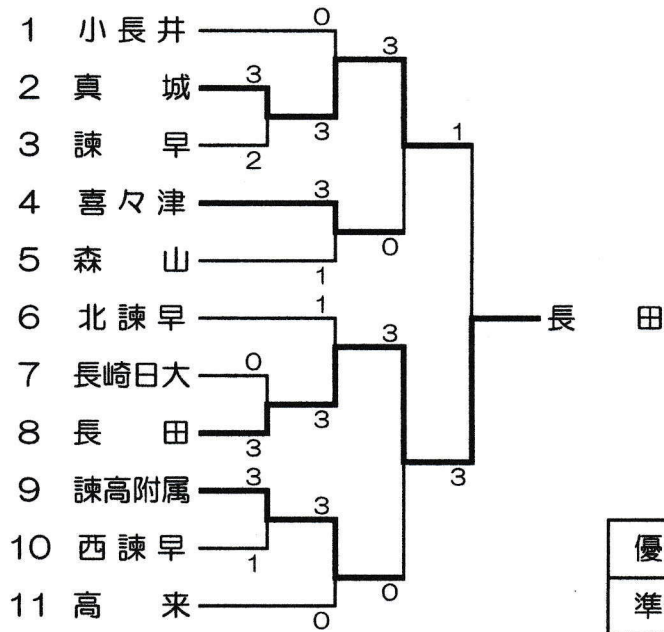 0
1 小長井 3
2 真城 3
3
3 諫早 2 1
4 喜々津 3
0
5 森山 1
6 北諫早 1
3 長田
7 長崎日大 0
3
8 長田 3
3
9 諫高附属 3 3
10 西諫早 1
0
11 高来 0
優
準